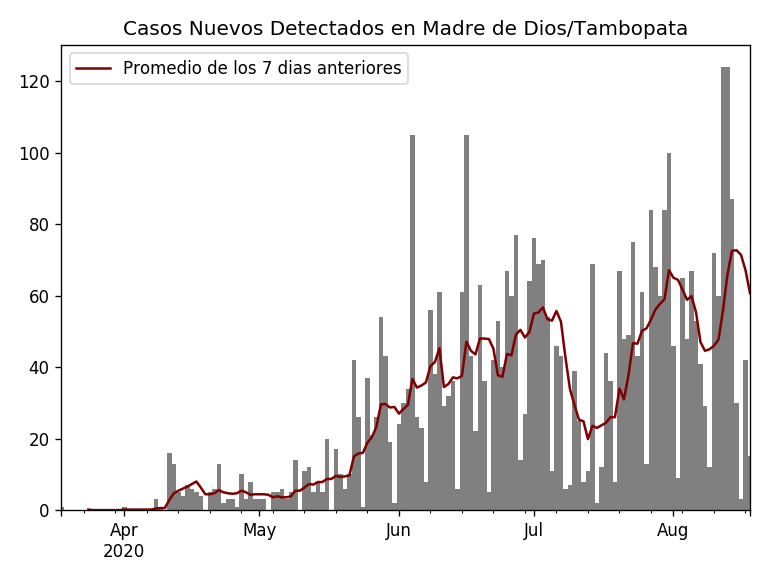 Casos Nuevos Detectados en Madre de Dios/Tambopata
Promedio de los 7 dias anteriores
120
100
80
60
40
20
0
Apr
2020
May
Jun
Jul
Aug